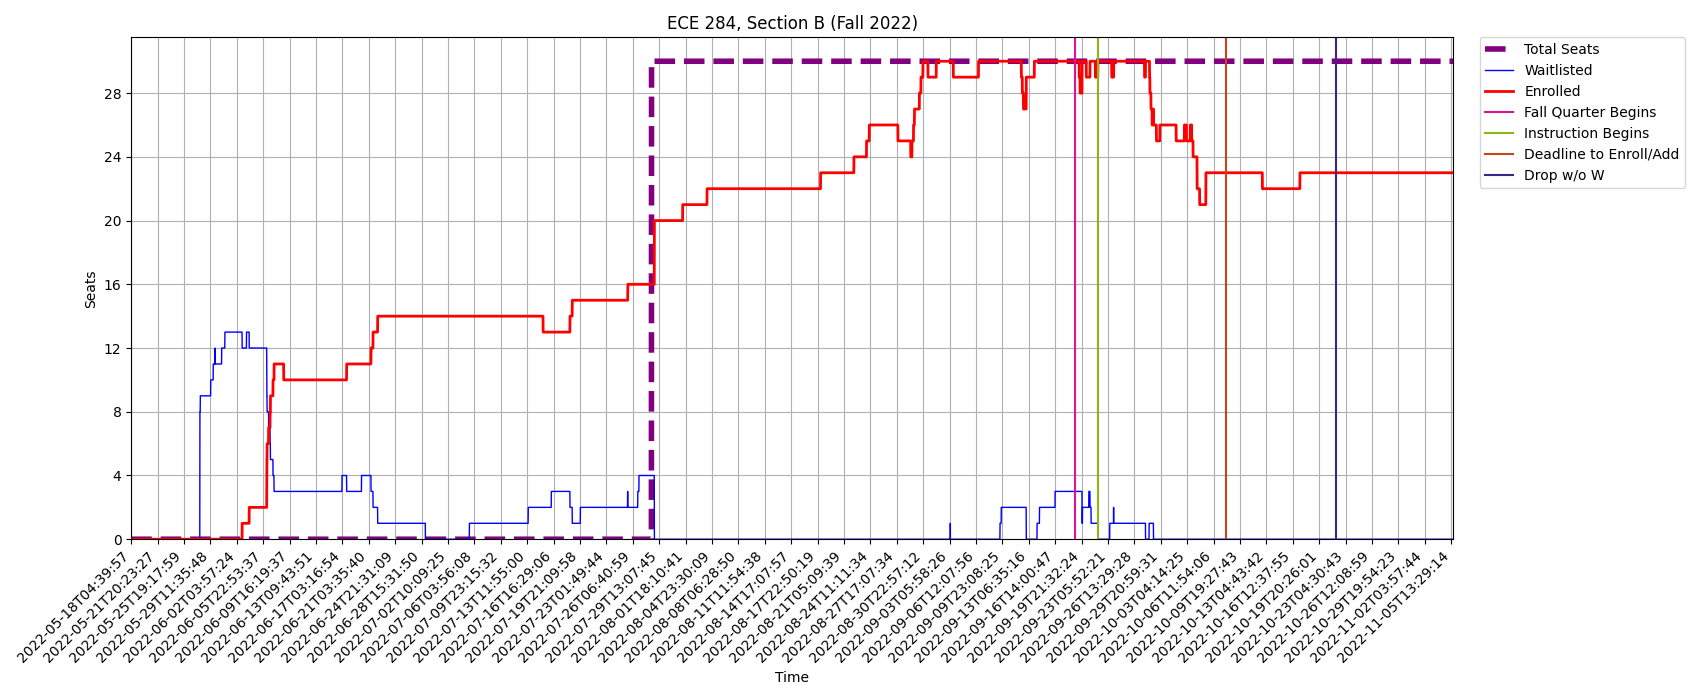 ECE 284, Section B (Fall 2022)
Total Seats
Waitlisted
Enrolled
Fall Quarter Begins
Instruction Begins
Deadline to Enroll/Add
Drop w/o W
Seats
28
24
20
16
12
8
4
0
2022-05-18T04:39:57
2022-05-21T20:23:27
2022-05-25T19:17:59
2022-05-29T11:35:48
2022-06-02T03:57:24
2022-06-05T22:53:37
2022-06-09T16:19:37
2022-06-13T09:43:51
2022-06-17T03:16:54
2022-06-21T03:35:40
2022-06-24T21:31:09
2022-06-28T15:31:50
2022-07-02T10:09:25
2022-07-06T03:56:08
2022-07-09T23:15:32
2022-07-13T11:55:00
2022-07-16T16:29:06
2022-07-19T21:09:58
2022-07-23T01:49:44
2022-07-26T06:40:59
2022-07-29T13:07:45
2022-08-01T18:10:41
2022-08-04T23:30:09
2022-08-08T06:28:50
2022-08-11T11:54:38
2022-08-14T17:07:57
2022-08-17T22:50:19
2022-08-21T05:09:39
2022-08-24T11:11:34
2022-08-27T17:07:34
2022-08-30T22:57:12
2022-09-03T05:58:26
2022-09-06T12:07:56
2022-09-09T23:08:25
2022-09-13T06:35:16
2022-09-16T14:00:47
2022-09-19T21:32:24
2022-09-23T05:52:21
2022-09-26T13:29:28
2022-09-29T20:59:31
2022-10-03T04:14:25
2022-10-06T11:54:06
2022-10-09T19:27:43
2022-10-13T04:43:42
2022-10-16T12:37:55
2022-10-19T20:26:01
2022-10-23T04:30:43
2022-10-26T12:08:59
2022-10-29T19:54:23
2022-11-02T03:57:44
2022-11-05T13:29:14
Time